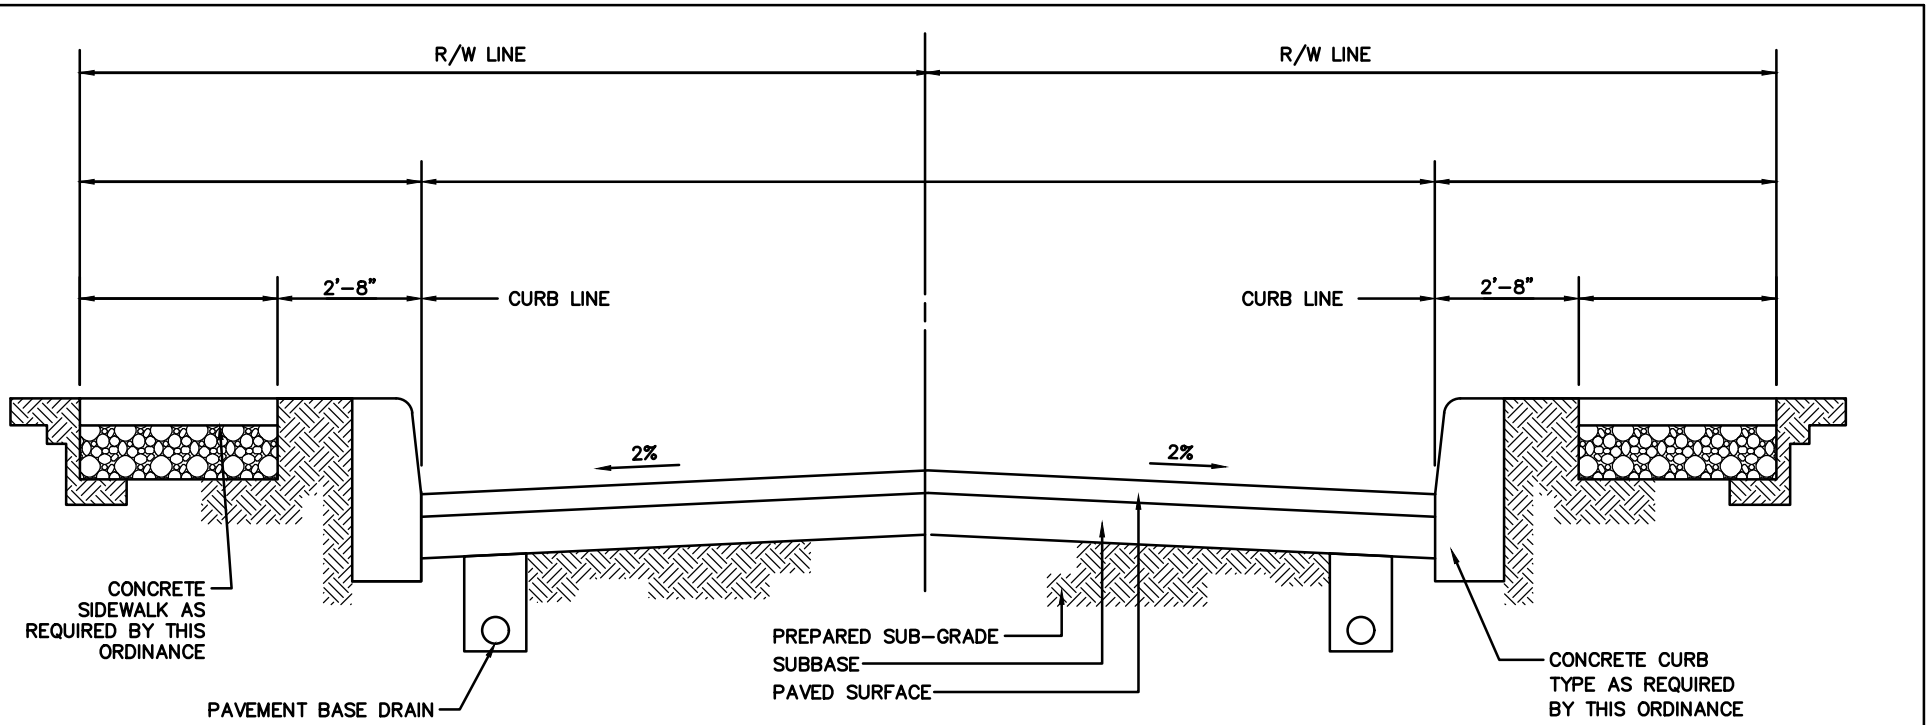 R/W LINE
R/W LINE
2'-8"
CURB LINE
CURB LINE
2'-8"
2%
2%
CONCRETE
SIDEWALK AS
REQUIRED BY THIS
ORDINANCE
PAVEMENT BASE DRAIN
PREPARED SUB-GRADE
SUBBASE
PAVED SURFACE
CONCRETE CURB
TYPE AS REQUIRED
BY THIS ORDINANCE